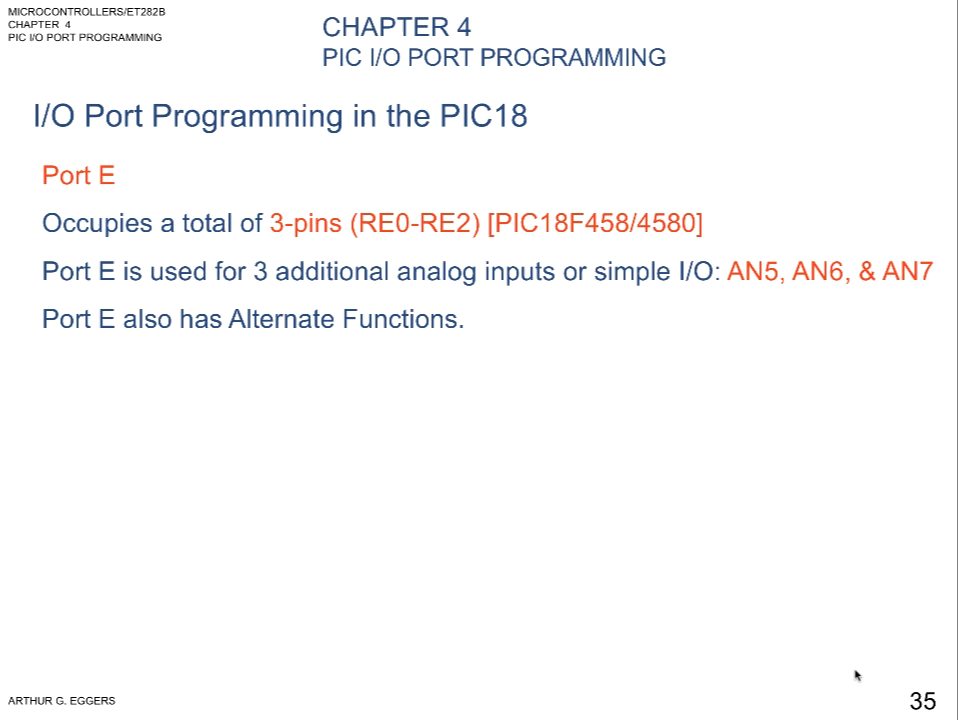 MICROCONTROLLERS/ET282B
CHAPTER 4
PIC I/O PORT PROGRAMMING
CHAPTER 4
PIC I/O PORT PROGRAMMING
I/O Port Programming in the PIC18
Port E
Occupies a total of 3-pins (RE0-RE2) [PIC18F458/4580]
Port E is used for 3 additional analog inputs or simple I/O: AN5, AN6, & AN7
Port E also has Alternate Functions.
ARTHUR G. EGGERS
35